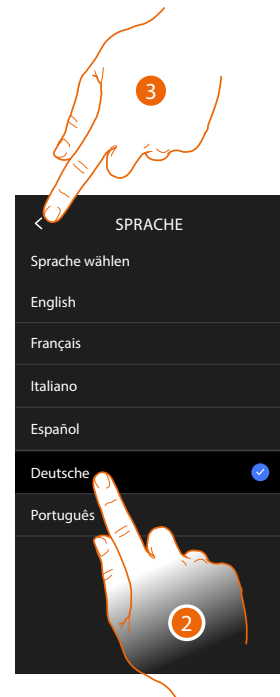 3
SPRACHE
Sprache wählen
English
Français
Italiano
Español
Deutsche
Português
2